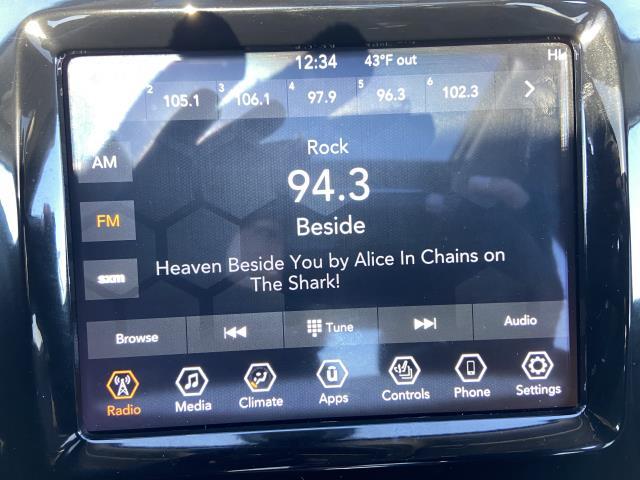 12:34 43°F out
2 105.1 3 106.1 4 97.9 5 96.3 6 102.3
AM
FM
sxm
Rock
94.3
Beside
Heaven Beside You by Alice In Chains on
The Shark!
Browse Tune Audio
Radio Media Climate Apps Controls Phone Settings